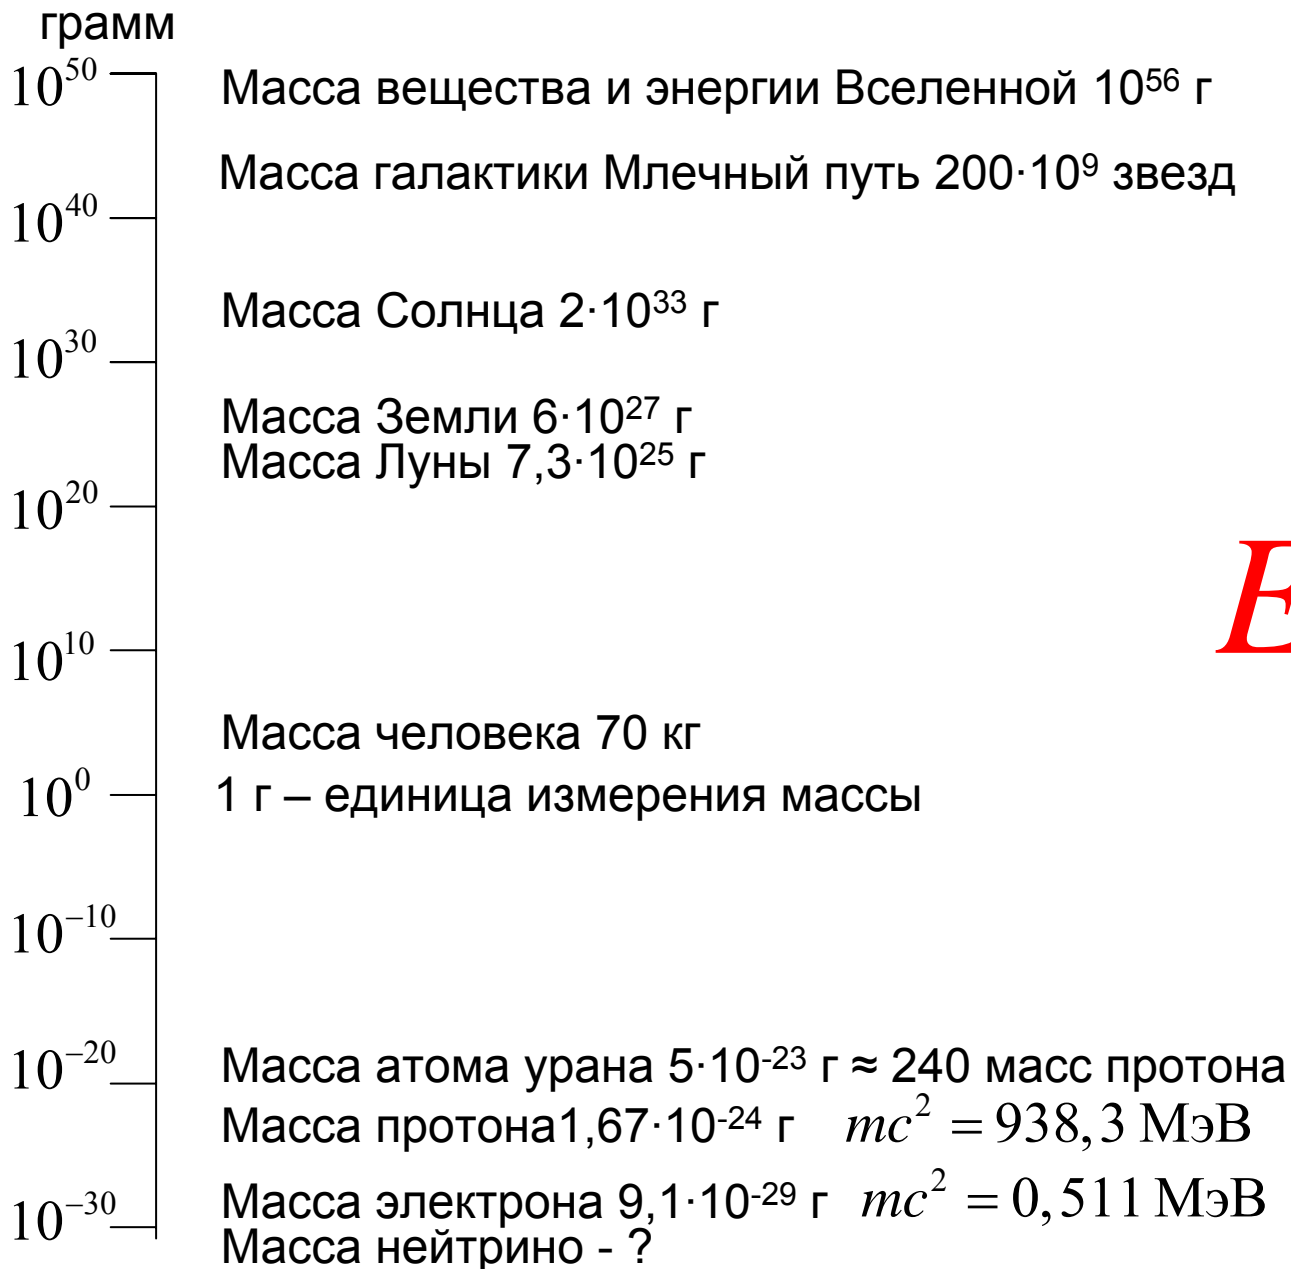 грамм
10^50 Масса вещества и энергии Вселенной 10^56 г
Масса галактики Млечный путь 200·10^9 звезд
10^40
Масса Солнца 2·10^33 г
10^30
Масса Земли 6·10^27 г
Масса Луны 7,3·10^25 г
10^20
E
10^10
Масса человека 70 кг
10^0 1 г – единица измерения массы
10^–10
10^–20 Масса атома урана 5·10^-23 г ≈ 240 масс протона
Масса протона1,67·10^-24 г mc^2 = 938,3 МэВ
10^–30 Масса электрона 9,1·10^-29 г mc^2 = 0,511 МэВ
Масса нейтрино - ?